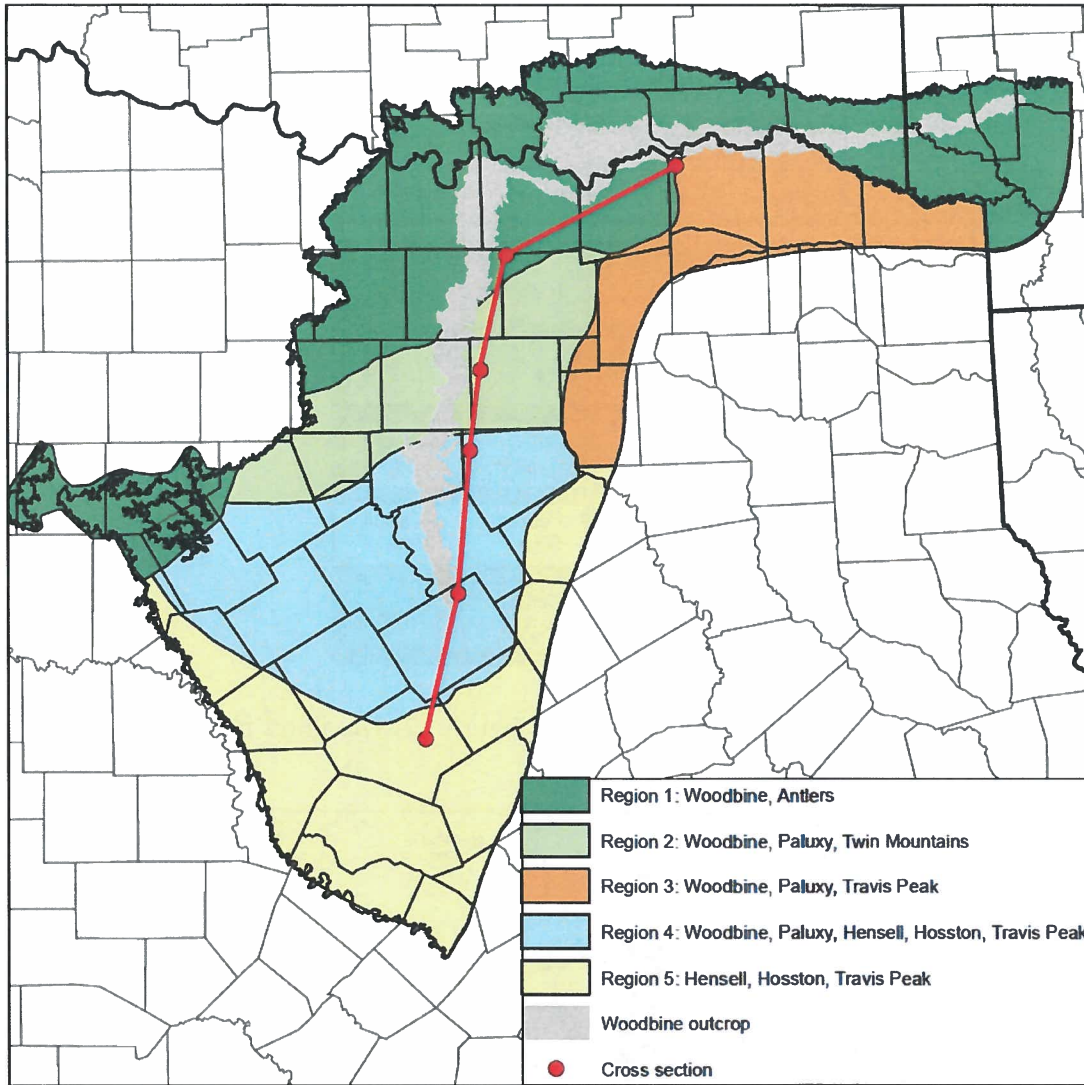 Region 1: Woodbine, Antlers
Region 2: Woodbine, Paluxy, Twin Mountains
Region 3: Woodbine, Paluxy, Travis Peak
Region 4: Woodbine, Paluxy, Hensell, Hosston, Travis Peak
Region 5: Hensell, Hosston, Travis Peak
Woodbine outcrop
Cross section